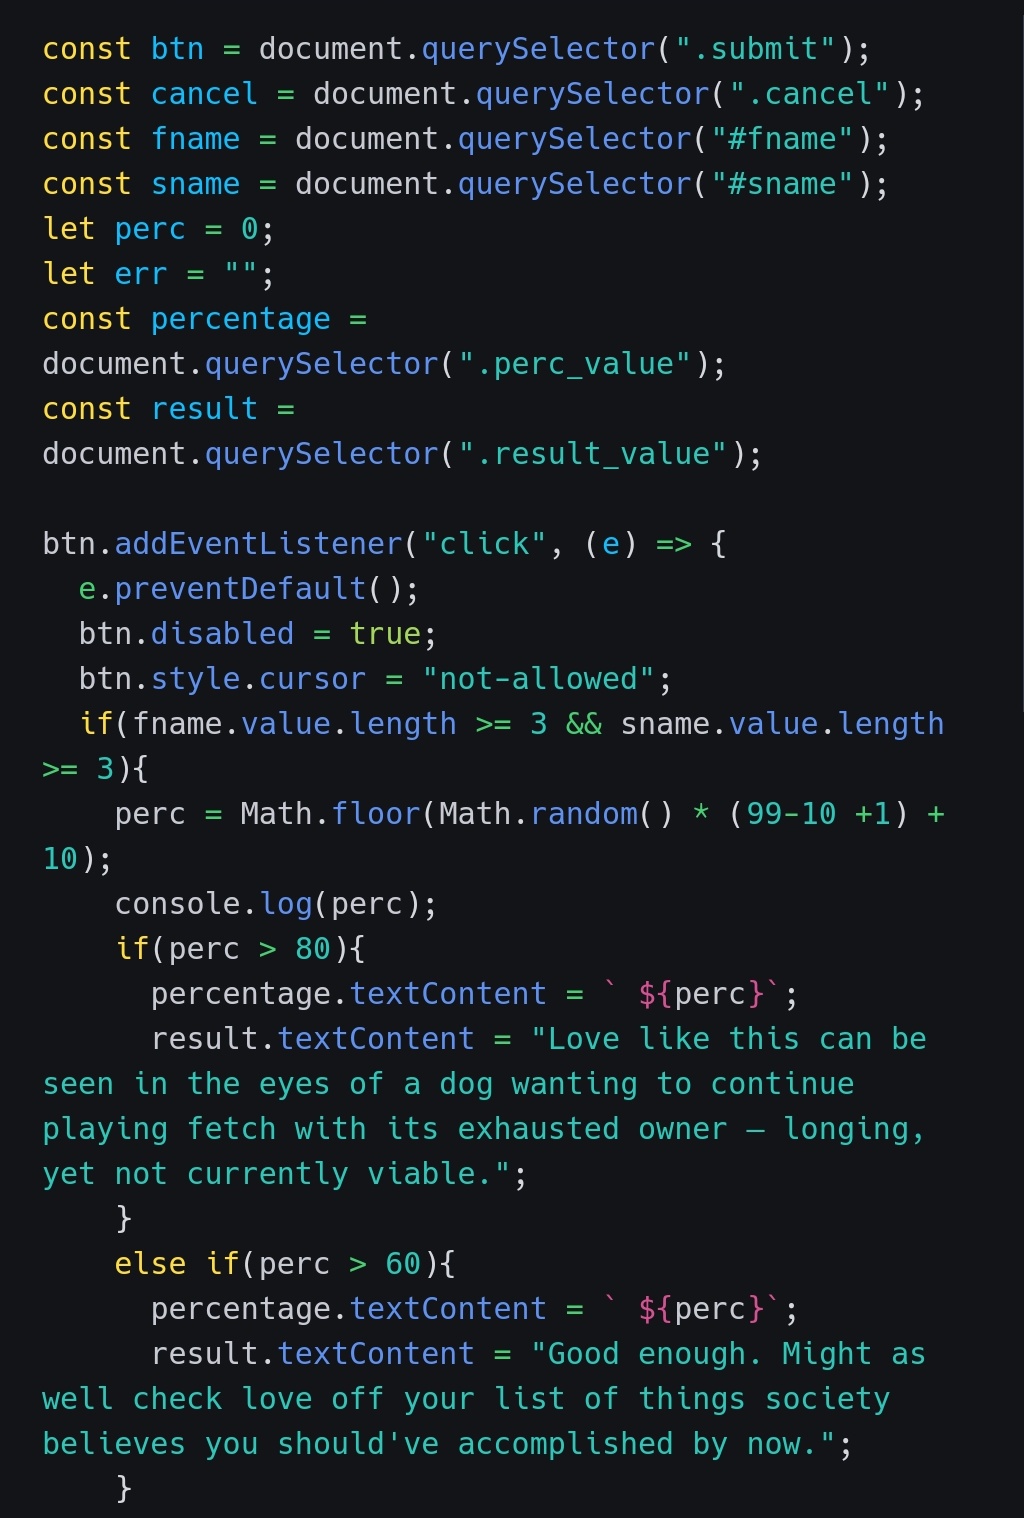 const btn = document.querySelector(".submit");
const cancel = document.querySelector(".cancel");
const fname = document.querySelector("#fname");
const sname = document.querySelector("#sname");
let perc = 0;
let err = "";
const percentage =
document.querySelector(".perc_value");
const result =
document.querySelector(".result_value");

btn.addEventListener("click", (e) => {
  e.preventDefault();
  btn.disabled = true;
  btn.style.cursor = "not-allowed";
  if(fname.value.length >= 3 && sname.value.length
>= 3){
    perc = Math.floor(Math.random() * (99-10 +1) +
10);
    console.log(perc);
    if(perc > 80){
      percentage.textContent = ` ${perc}`;
      result.textContent = "Love like this can be
seen in the eyes of a dog wanting to continue
playing fetch with its exhausted owner – longing,
yet not currently viable.";
    }
    else if(perc > 60){
      percentage.textContent = ` ${perc}`;
      result.textContent = "Good enough. Might as
well check love off your list of things society
believes you should've accomplished by now.";
    }